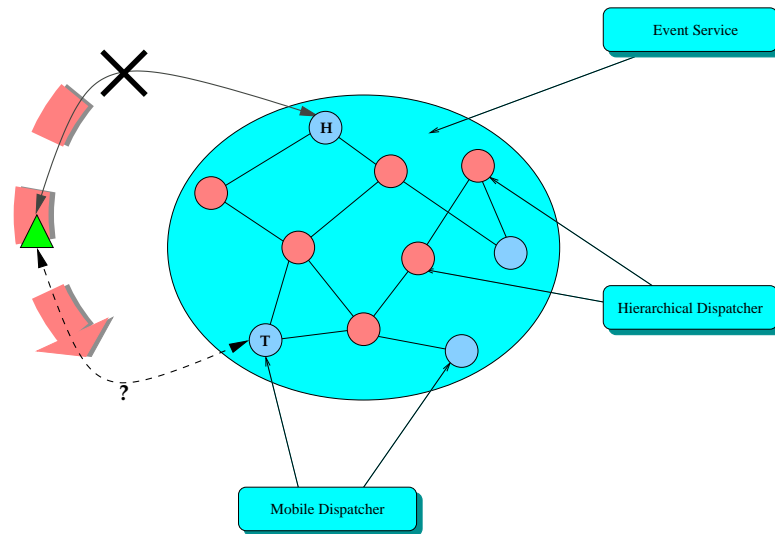 Event Service
H
Hierarchical Dispatcher
T
?
Mobile Dispatcher